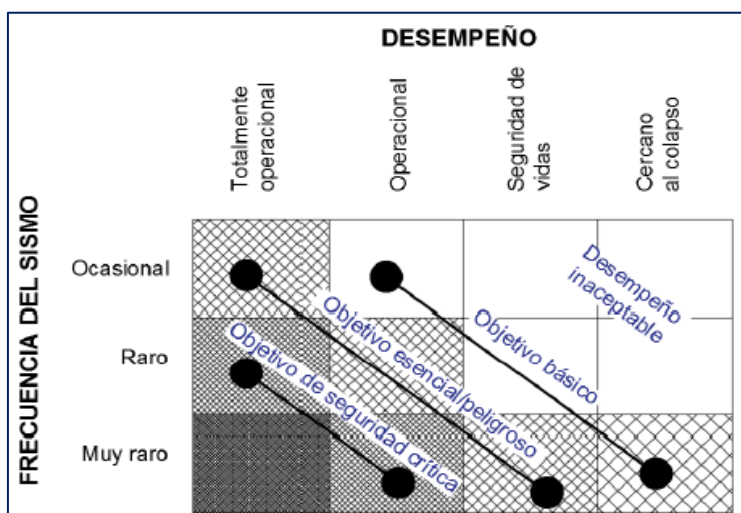 DESEMPEÑO
Totalmente
operacional
Operacional
Seguridad de
vidas
Cercano
al colapso
FRECUENCIA DEL SISMO
Ocasional
Raro
Muy raro
Desempeño
inaceptable
Objetivo básico
Objetivo esencial/peligroso
Objetivo de seguridad crítica